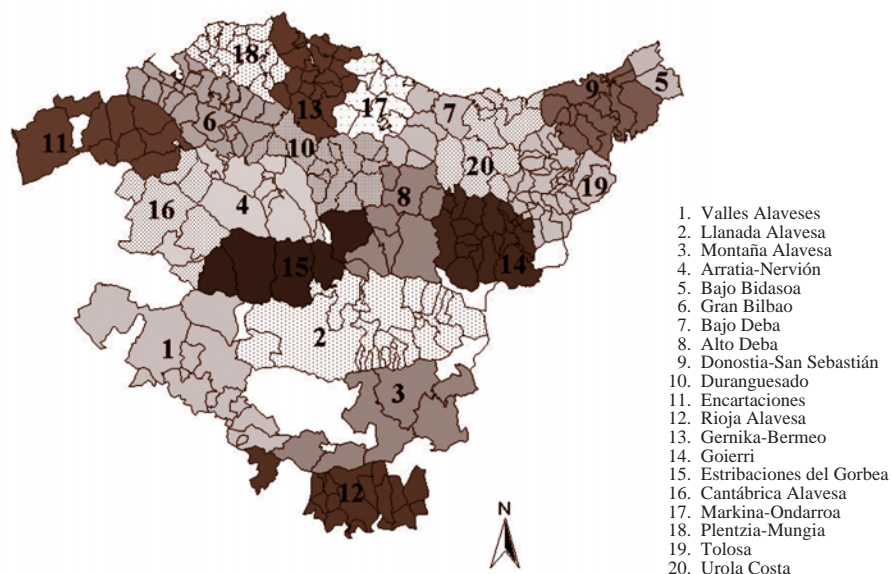 18
5
9
13
17
7
6
11
10
20
19
8
16
4
14
15
2
1
3
12
N
1. Valles Alaveses
2. Llanada Alavesa
3. Montaña Alavesa
4. Arratia-Nervión
5. Bajo Bidasoa
6. Gran Bilbao
7. Bajo Deba
8. Alto Deba
9. Donostia-San Sebastián
10. Duranguesado
11. Encartaciones
12. Rioja Alavesa
13. Gernika-Bermeo
14. Goierri
15. Estribaciones del Gorbea
16. Cantábrica Alavesa
17. Markina-Ondarroa
18. Plentzia-Mungia
19. Tolosa
20. Urola Costa